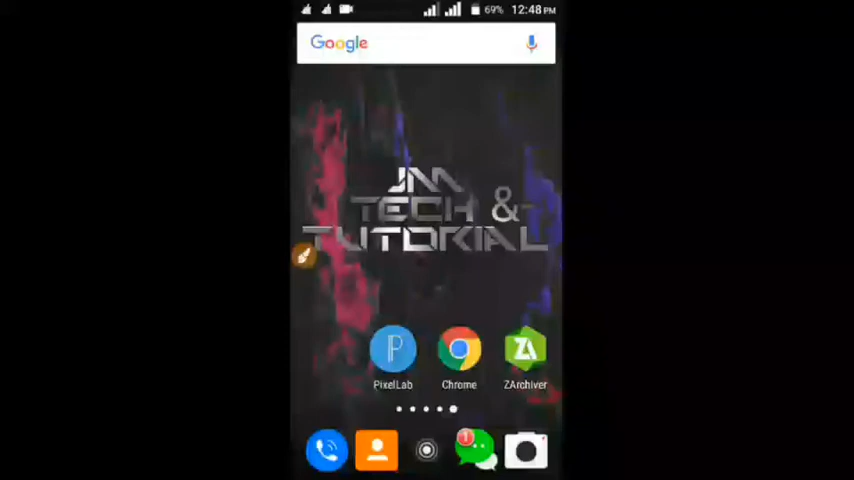 69% 12:48 PM
Google
JM
TECH &
TUTORIAL
PixelLab Chrome ZArchiver
1